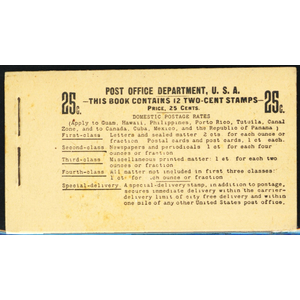 POST OFFICE DEPARTMENT, U. S. A.
25c. —THIS BOOK CONTAINS 12 TWO-CENT STAMPS— 25c.
PRICE, 25 CENTS.
DOMESTIC POSTAGE RATES
(Apply to Guam, Hawaii, Philippines, Porto Rico, Tutuila, Canal
Zone, and to Canada, Cuba, Mexico, and the Republic of Panama)
First-class Letters and sealed matter 2 cts for each ounce
or fraction. Postal cards and post cards, 1 ct each.
Second-class Newspapers and periodicals 1 ct for each four
ounces or fraction
Third-class Miscellaneous printed matter: 1 ct for each two
ounces or fraction
Fourth-class All matter not included in first three classes:
1 ct for each ounce or fraction
Special-delivery A special-delivery stamp, in addition to postage,
secures immediate delivery within the carrier-
delivery limit of city free delivery and within
one mile of any other United States post office.